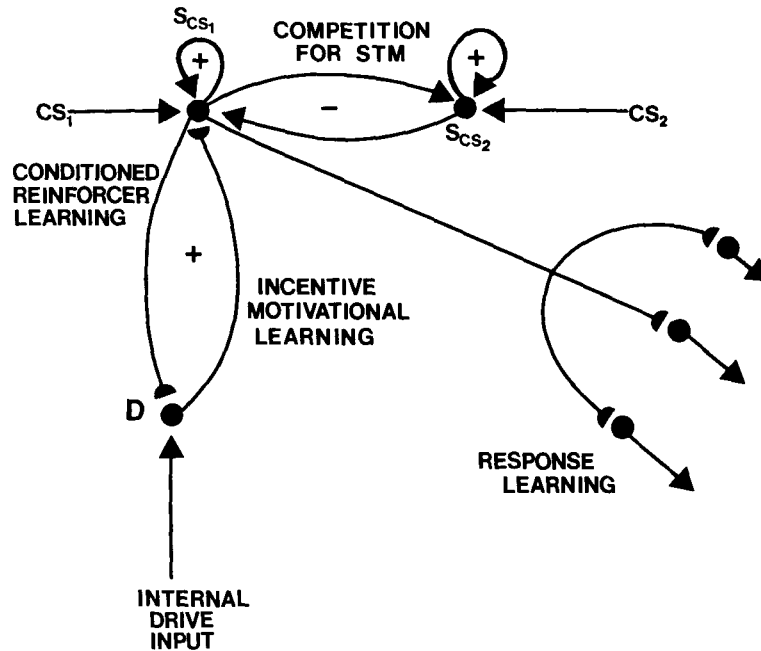 S_CS₁
COMPETITION
FOR STM
+
+
CS₁
−
CS₂
S_CS₂
CONDITIONED
REINFORCER
LEARNING
+
INCENTIVE
MOTIVATIONAL
LEARNING
D
RESPONSE
LEARNING
INTERNAL
DRIVE
INPUT